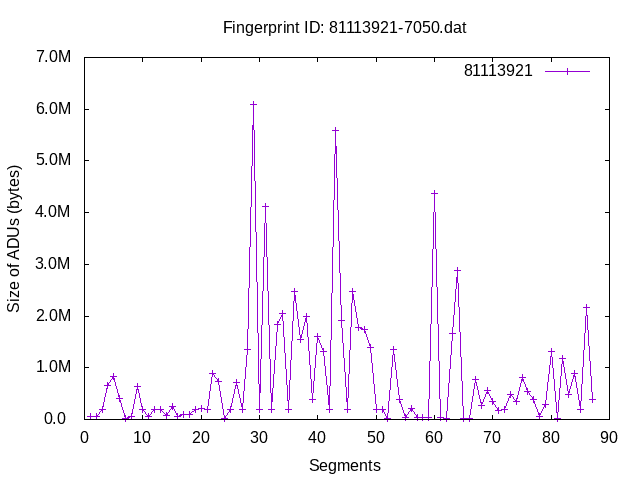 Fingerprint ID: 81113921-7050.dat
81113921
7.0M
6.0M
5.0M
4.0M
3.0M
2.0M
1.0M
0.0
Size of ADUs (bytes)
0 10 20 30 40 50 60 70 80 90
Segments